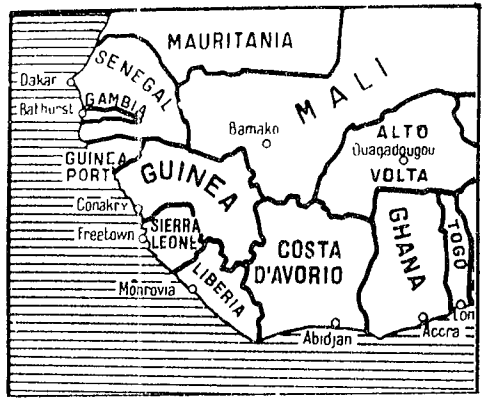 MAURITANIA
SENEGAL
Dakar
GAMBIA
Bathurst
MALI
Bamako
ALTO
Ouagadougou
VOLTA
GUINEA
PORT.
GUINEA
Conakry
SIERRA
LEONE
Freetown
LIBERIA
Monrovia
COSTA
D'AVORIO
Abidjan
GHANA
Accra
TOGO
Lom